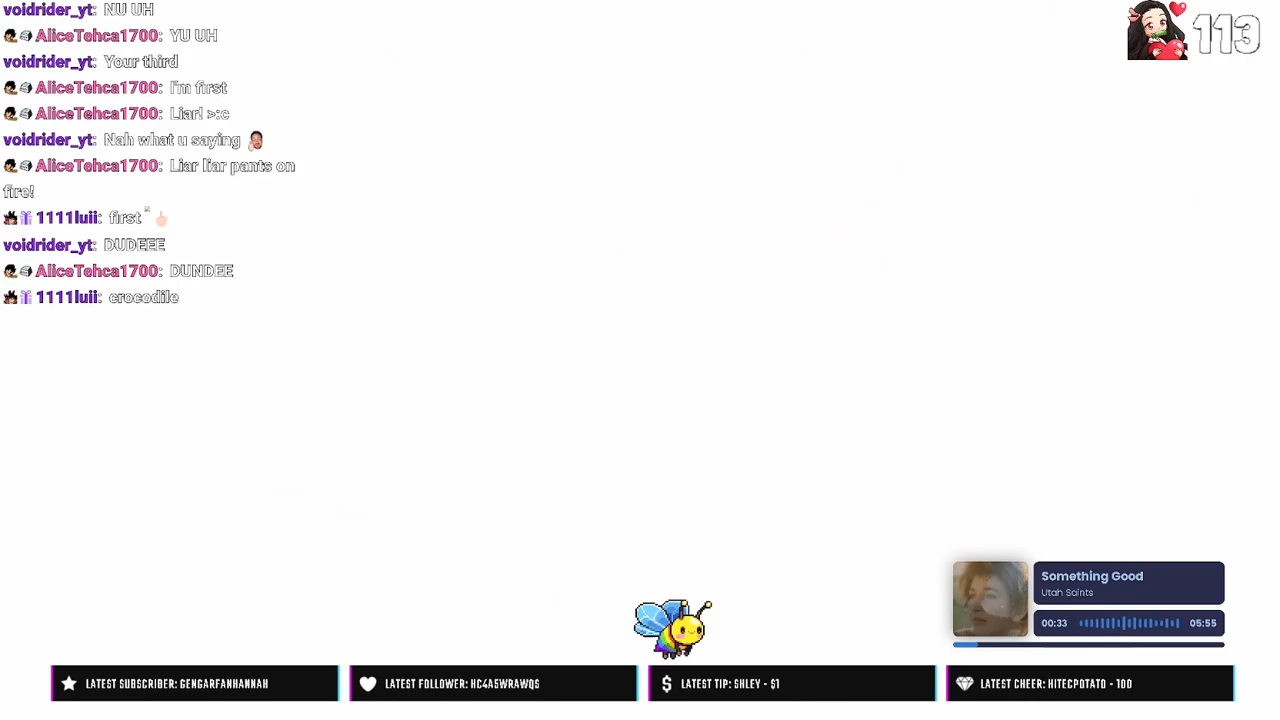 voidrider_yt: NU UH
AliceTehca1700: YU UH
voidrider_yt: Your third
AliceTehca1700: I'm first
AliceTehca1700: Liar! >:c
voidrider_yt: Nah what u saying
AliceTehca1700: Liar liar pants on
fire!
1111luii: first
voidrider_yt: DUDEEE
AliceTehca1700: DUNDEE
1111luii: crocodile
113
Something Good
Utah Saints
00:33 05:55
LATEST SUBSCRIBER: GENGARFANHANNAH
LATEST FOLLOWER: HC4A5WRAWQS
LATEST TIP: SHLEY - $1
LATEST CHEER: HITECPOTATO - 100